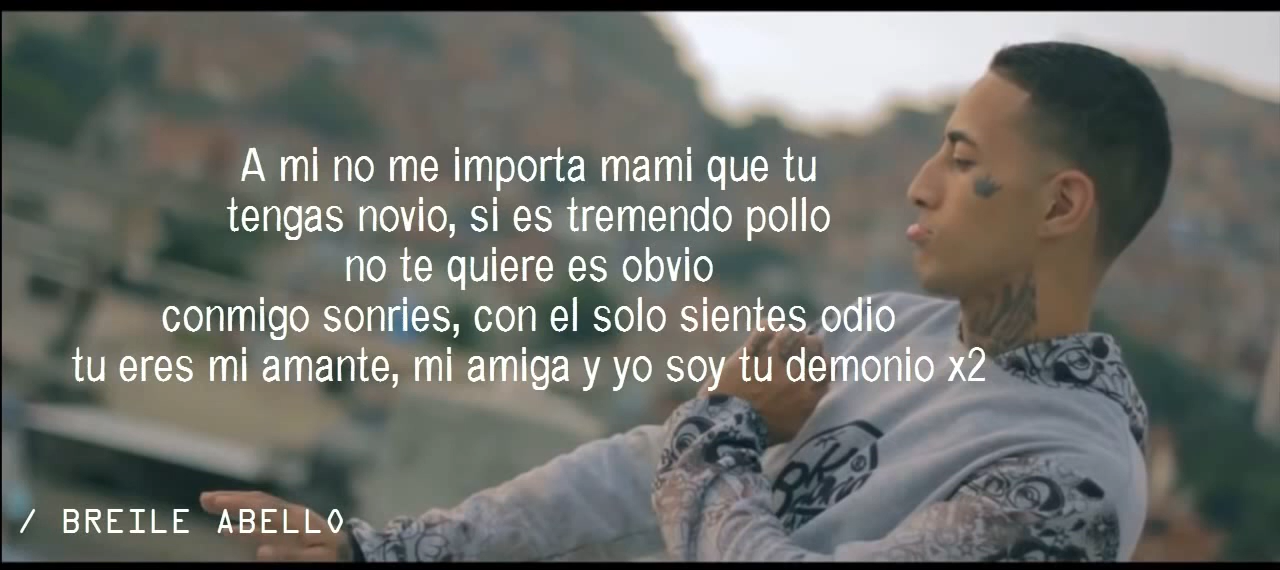 A mi no me importa mami que tu
tengas novio, si es tremendo pollo
no te quiere es obvio
conmigo sonries, con el solo sientes odio
tu eres mi amante, mi amiga y yo soy tu demonio x2
/ BREILE ABELLO